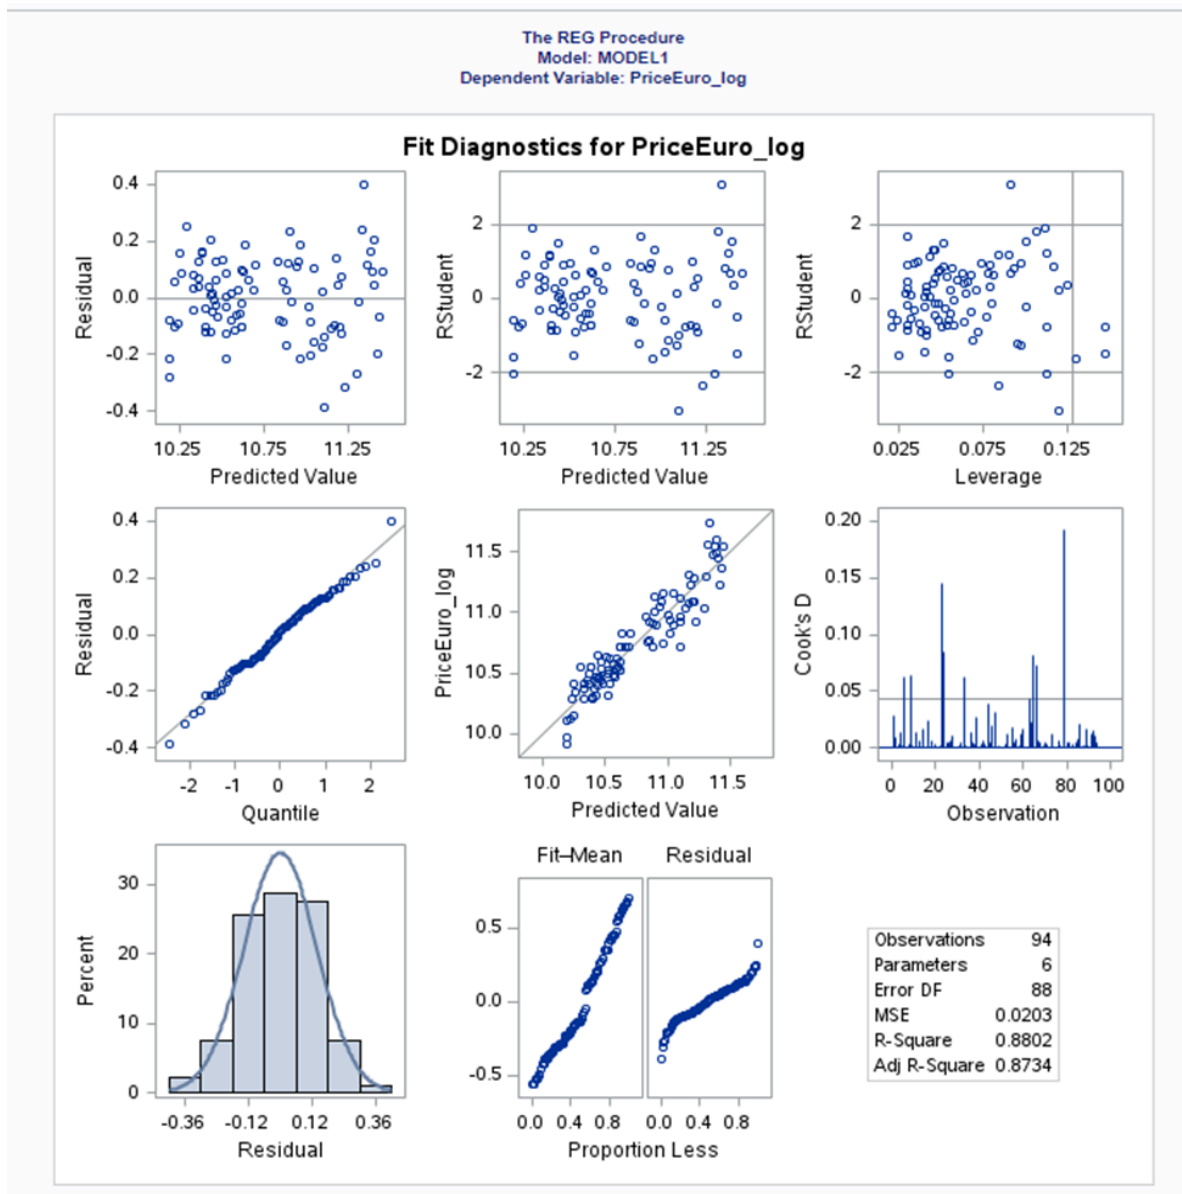 The REG Procedure
Model: MODEL1
Dependent Variable: PriceEuro_log
Fit Diagnostics for PriceEuro_log
0.4
0.2
0.0
-0.2
-0.4
Residual
10.25 10.75 11.25
Predicted Value
2
0
-2
RStudent
10.25 10.75 11.25
Predicted Value
2
0
-2
RStudent
0.025 0.075 0.125
Leverage
0.4
0.2
0.0
-0.2
-0.4
Residual
-2 -1 0 1 2
Quantile
11.5
11.0
10.5
10.0
PriceEuro_log
10.0 10.5 11.0 11.5
Predicted Value
0.20
0.15
0.10
0.05
0.00
Cook's D
0 20 40 60 80 100
Observation
30
20
10
0
Percent
-0.36 -0.12 0.12 0.36
Residual
Fit–Mean Residual
0.5
0.0
-0.5
0.0 0.4 0.8 0.0 0.4 0.8
Proportion Less
Observations 94
Parameters 6
Error DF 88
MSE 0.0203
R-Square 0.8802
Adj R-Square 0.8734